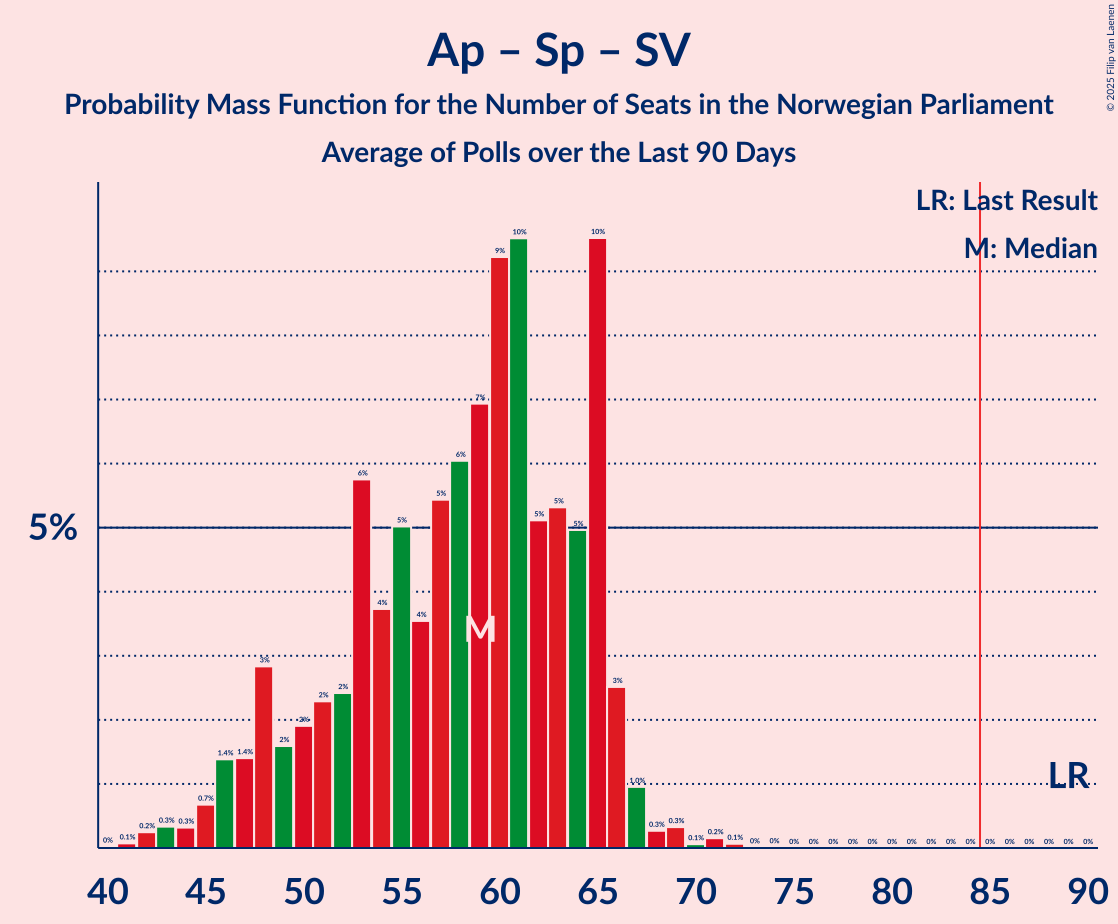 Ap – Sp – SV
Probability Mass Function for the Number of Seats in the Norwegian Parliament
Average of Polls over the Last 90 Days
© 2025 Filip van Laenen
LR: Last Result
M: Median
10% 10%
9%
7%
6% 6%
5% 5% 5% 5% 5%
5%
4% 4%
M
3% 3%
2% 2% 2% 2%
1.4% 1.4% 1.0%
LR
0% 0.1% 0.2% 0.3% 0.3% 0.7% 0.3% 0.3% 0.1% 0.2% 0.1% 0% 0% 0% 0% 0% 0% 0% 0% 0% 0% 0% 0% 0% 0% 0% 0% 0% 0%
40 45 50 55 60 65 70 75 80 85 90